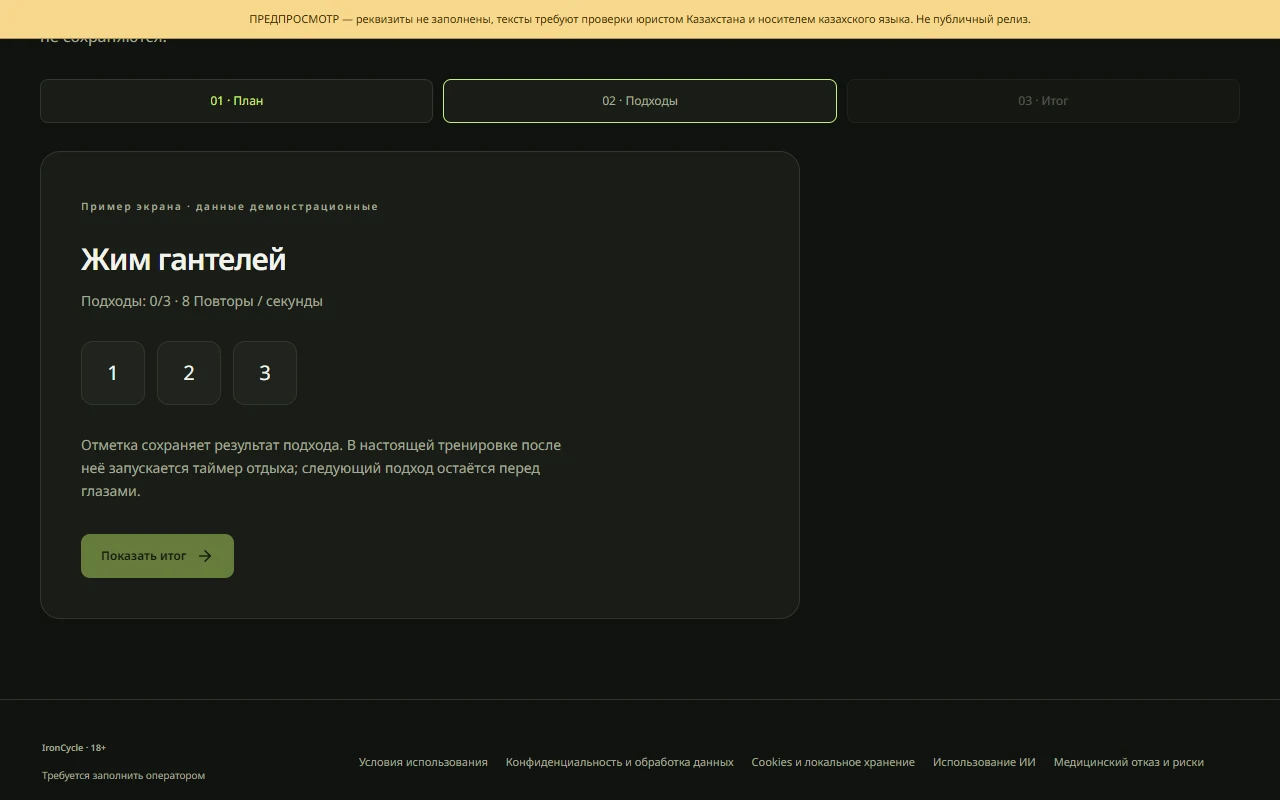 ПРЕДПРОСМОТР — реквизиты не заполнены, тексты требуют проверки юристом Казахстана и носителем казахского языка. Не публичный релиз.
не сохраняются.
01 · План
02 · Подходы
03 · Итог
Пример экрана · данные демонстрационные
Жим гантелей
Подходы: 0/3 · 8 Повторы / секунды
1 2 3
Отметка сохраняет результат подхода. В настоящей тренировке после
неё запускается таймер отдыха; следующий подход остаётся перед
глазами.
Показать итог →
IronCycle · 18+
Требуется заполнить оператором
Условия использования Конфиденциальность и обработка данных Cookies и локальное хранение Использование ИИ Медицинский отказ и риски